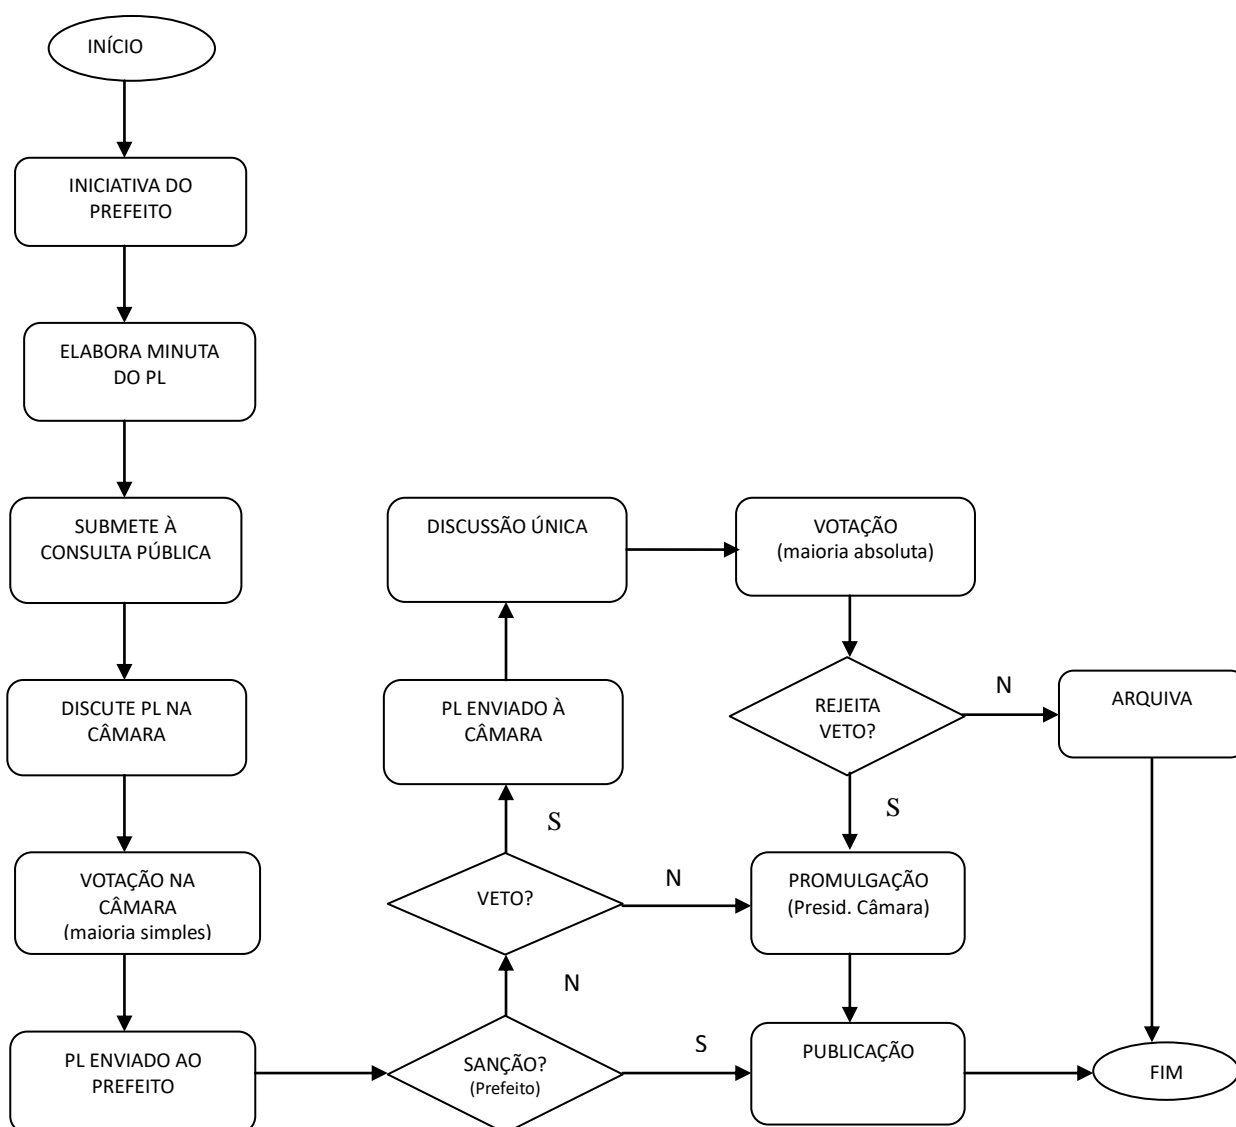 INÍCIO
INICIATIVA DO
PREFEITO
ELABORA MINUTA
DO PL
SUBMETE À
CONSULTA PÚBLICA
DISCUTE PL NA
CÂMARA
VOTAÇÃO NA
CÂMARA
(maioria simples)
PL ENVIADO AO
PREFEITO
SANÇÃO?
(Prefeito)
N
S
VETO?
S
N
PL ENVIADO À
CÂMARA
DISCUSSÃO ÚNICA
VOTAÇÃO
(maioria absoluta)
REJEITA
VETO?
N
S
ARQUIVA
PROMULGAÇÃO
(Presid. Câmara)
PUBLICAÇÃO
FIM